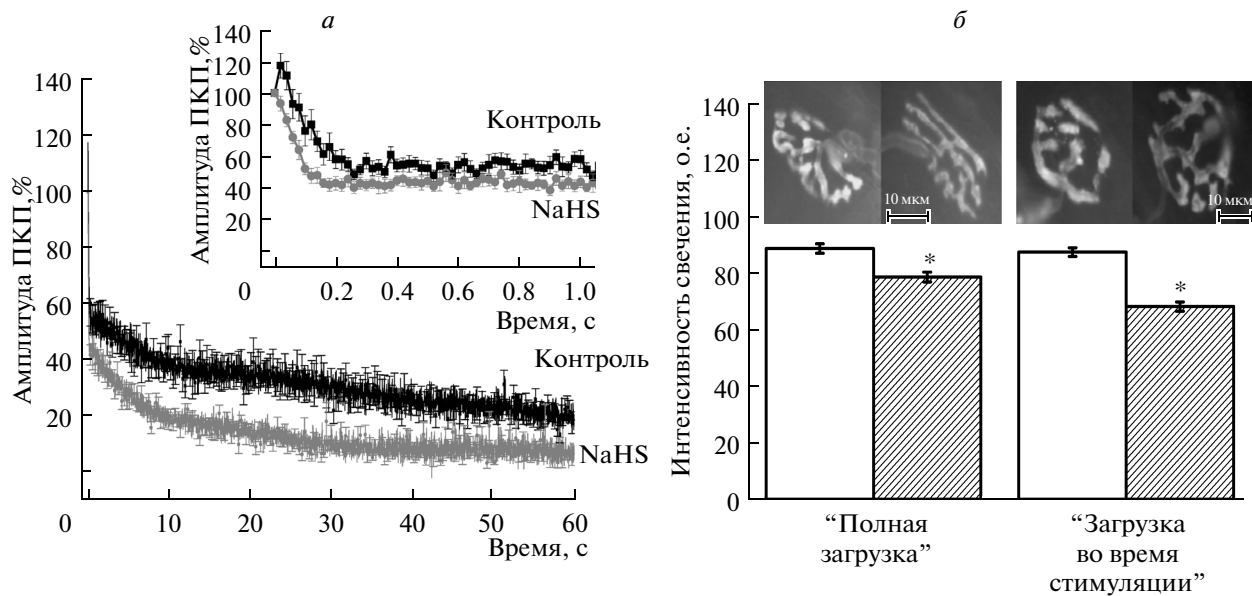 а
Амплитуда ПКП,%
140
120
100
80
60
40
20
0
10
20
30
40
50
60
Время, с
Контроль
NaHS
Амплитуда ПКП,%
140
120
100
80
60
40
20
0
0.2
0.4
0.6
0.8
1.0
Время, с
Контроль
NaHS
б
Интенсивность свечения, о.е.
140
120
100
80
60
40
20
0
10 мкм
10 мкм
*
*
“Полная
загрузка”
“Загрузка
во время
стимуляции”